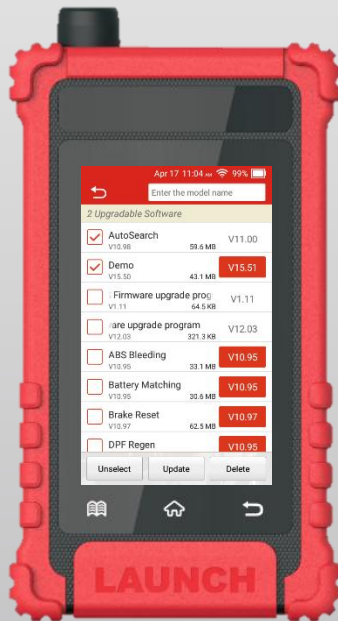 Apr 17 11:04 AM 99%
Enter the model name
2 Upgradable Software
AutoSearch
V10.98 59.6 MB V11.00
Demo
V15.50 43.1 MB V15.51
Firmware upgrade prog
V1.11 64.5 KB V1.11
are upgrade program
V12.03 321.3 KB V12.03
ABS Bleeding
V10.95 33.1 MB V10.95
Battery Matching
V10.95 30.6 MB V10.95
Brake Reset
V10.97 62.5 MB V10.97
DPF Regen V10.95
Unselect Update Delete
LAUNCH